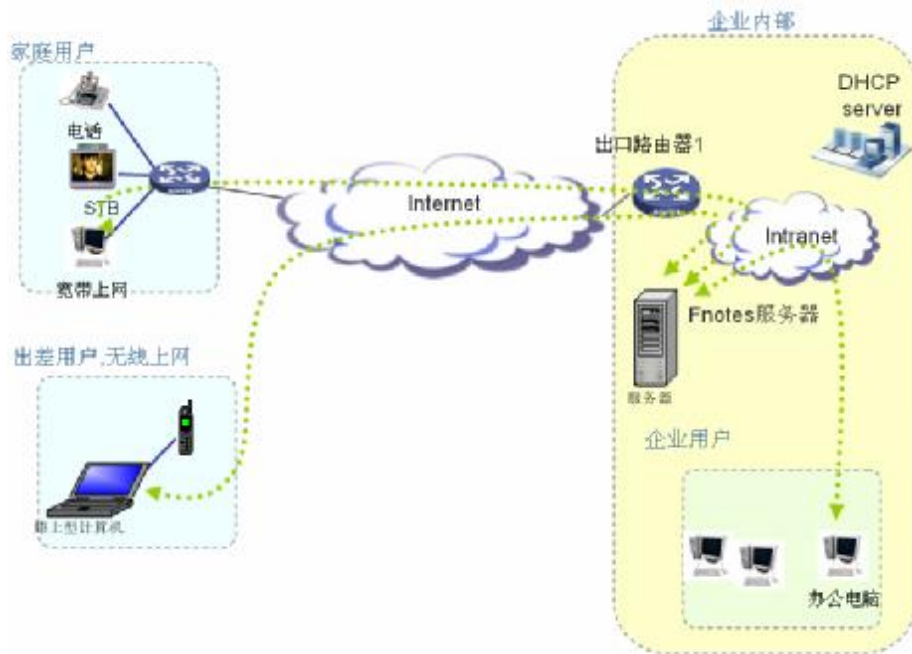 家庭用户
电话
STB
宽带上网
出差用户,无线上网
膝上型计算机
Internet
企业内部
DHCP
server
出口路由器1
Intranet
Fnotes服务器
服务器
企业用户
办公电脑